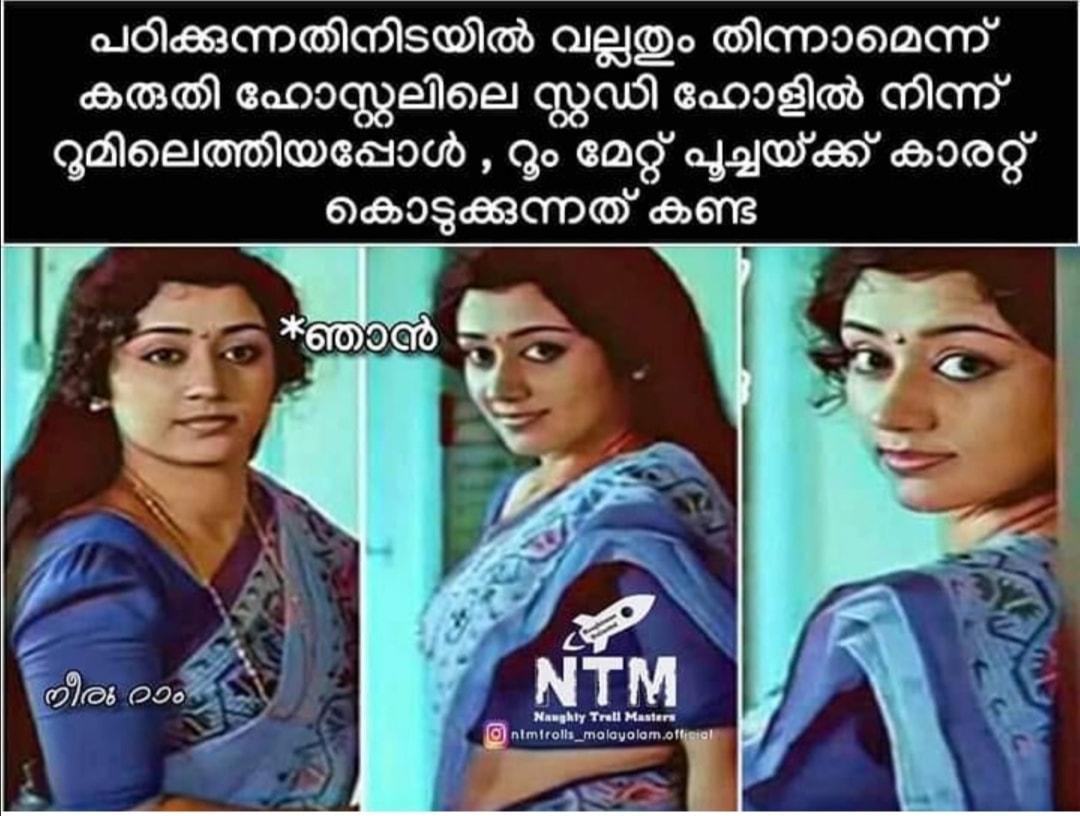 പഠിക്കുന്നതിനിടയിൽ വല്ലതും തിന്നാമെന്ന്
കരുതി ഹോസ്റ്റലിലെ സ്റ്റഡി ഹോളിൽ നിന്ന്
റൂമിലെത്തിയപ്പോൾ , റൂം മേറ്റ് പൂച്ചയ്ക്ക് കാരറ്റ്
കൊടുക്കുന്നത് കണ്ട
*ഞാൻ
നീരു റാം
NTM
Naughty Troll Masters
ntmtrolls_malayalam.official